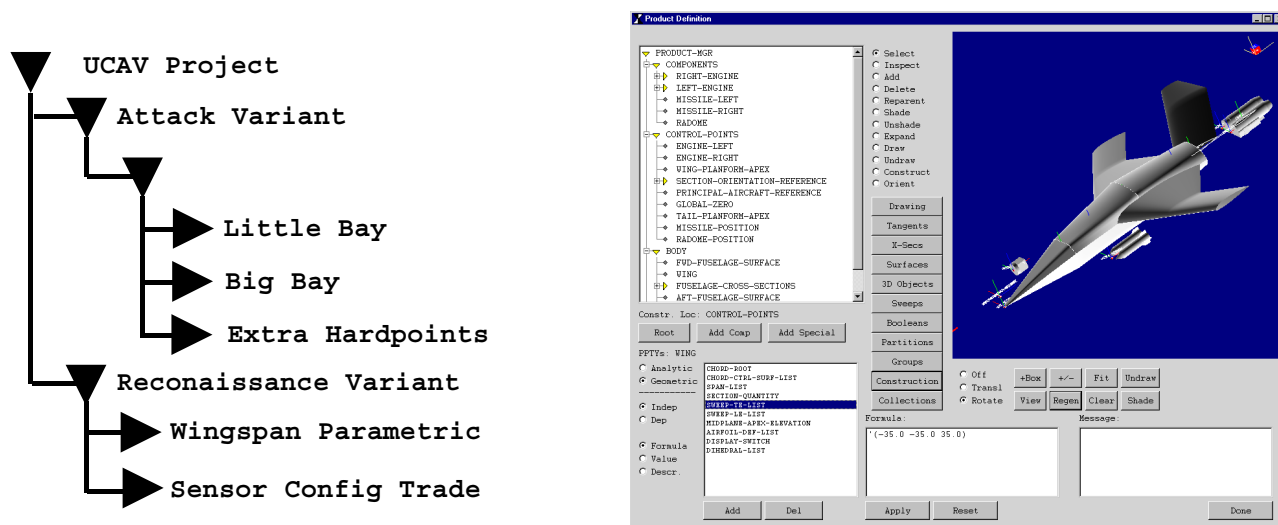 UCAV Project
Attack Variant
Little Bay
Big Bay
Extra Hardpoints
Reconaissance Variant
Wingspan Parametric
Sensor Config Trade
Product Definition
PRODUCT-MGR
COMPONENTS
RIGHT-ENGINE
LEFT-ENGINE
MISSILE-LEFT
MISSILE-RIGHT
RADOME
CONTROL-POINTS
ENGINE-LEFT
ENGINE-RIGHT
WING-PLANFORM-APEX
SECTION-ORIENTATION-REFERENCE
PRINCIPAL-AIRCRAFT-REFERENCE
GLOBAL-ZERO
TAIL-PLANFORM-APEX
MISSILE-POSITION
RADOME-POSITION
BODY
FWD-FUSELAGE-SURFACE
WING
FUSELAGE-CROSS-SECTIONS
AFT-FUSELAGE-SURFACE
Constr. Loc: CONTROL-POINTS
Root Add Comp Add Special
PPTYs: WING
Analytic
Geometric
Indep
Dep
Formula
Value
Descr.
CHORD-ROOT
CHORD-CTRL-SURF-LIST
SPAN-LIST
SECTION-QUANTITY
SWEEP-TE-LIST
SWEEP-LE-LIST
MIDPLANE-APEX-ELEVATION
AIRFOIL-DEF-LIST
DISPLAY-SWITCH
DIHEDRAL-LIST
Add Del
Select
Inspect
Add
Delete
Reparent
Shade
Unshade
Expand
Draw
Undraw
Construct
Orient
Drawing
Tangents
X-Secs
Surfaces
3D Objects
Sweeps
Booleans
Partitions
Groups
Construction
Collections
Off
Transl
Rotate
+Box +/- Fit Undraw
View Regen Clear Shade
Formula:
'(-35.0 -35.0 35.0)
Message:
Apply Reset
Done